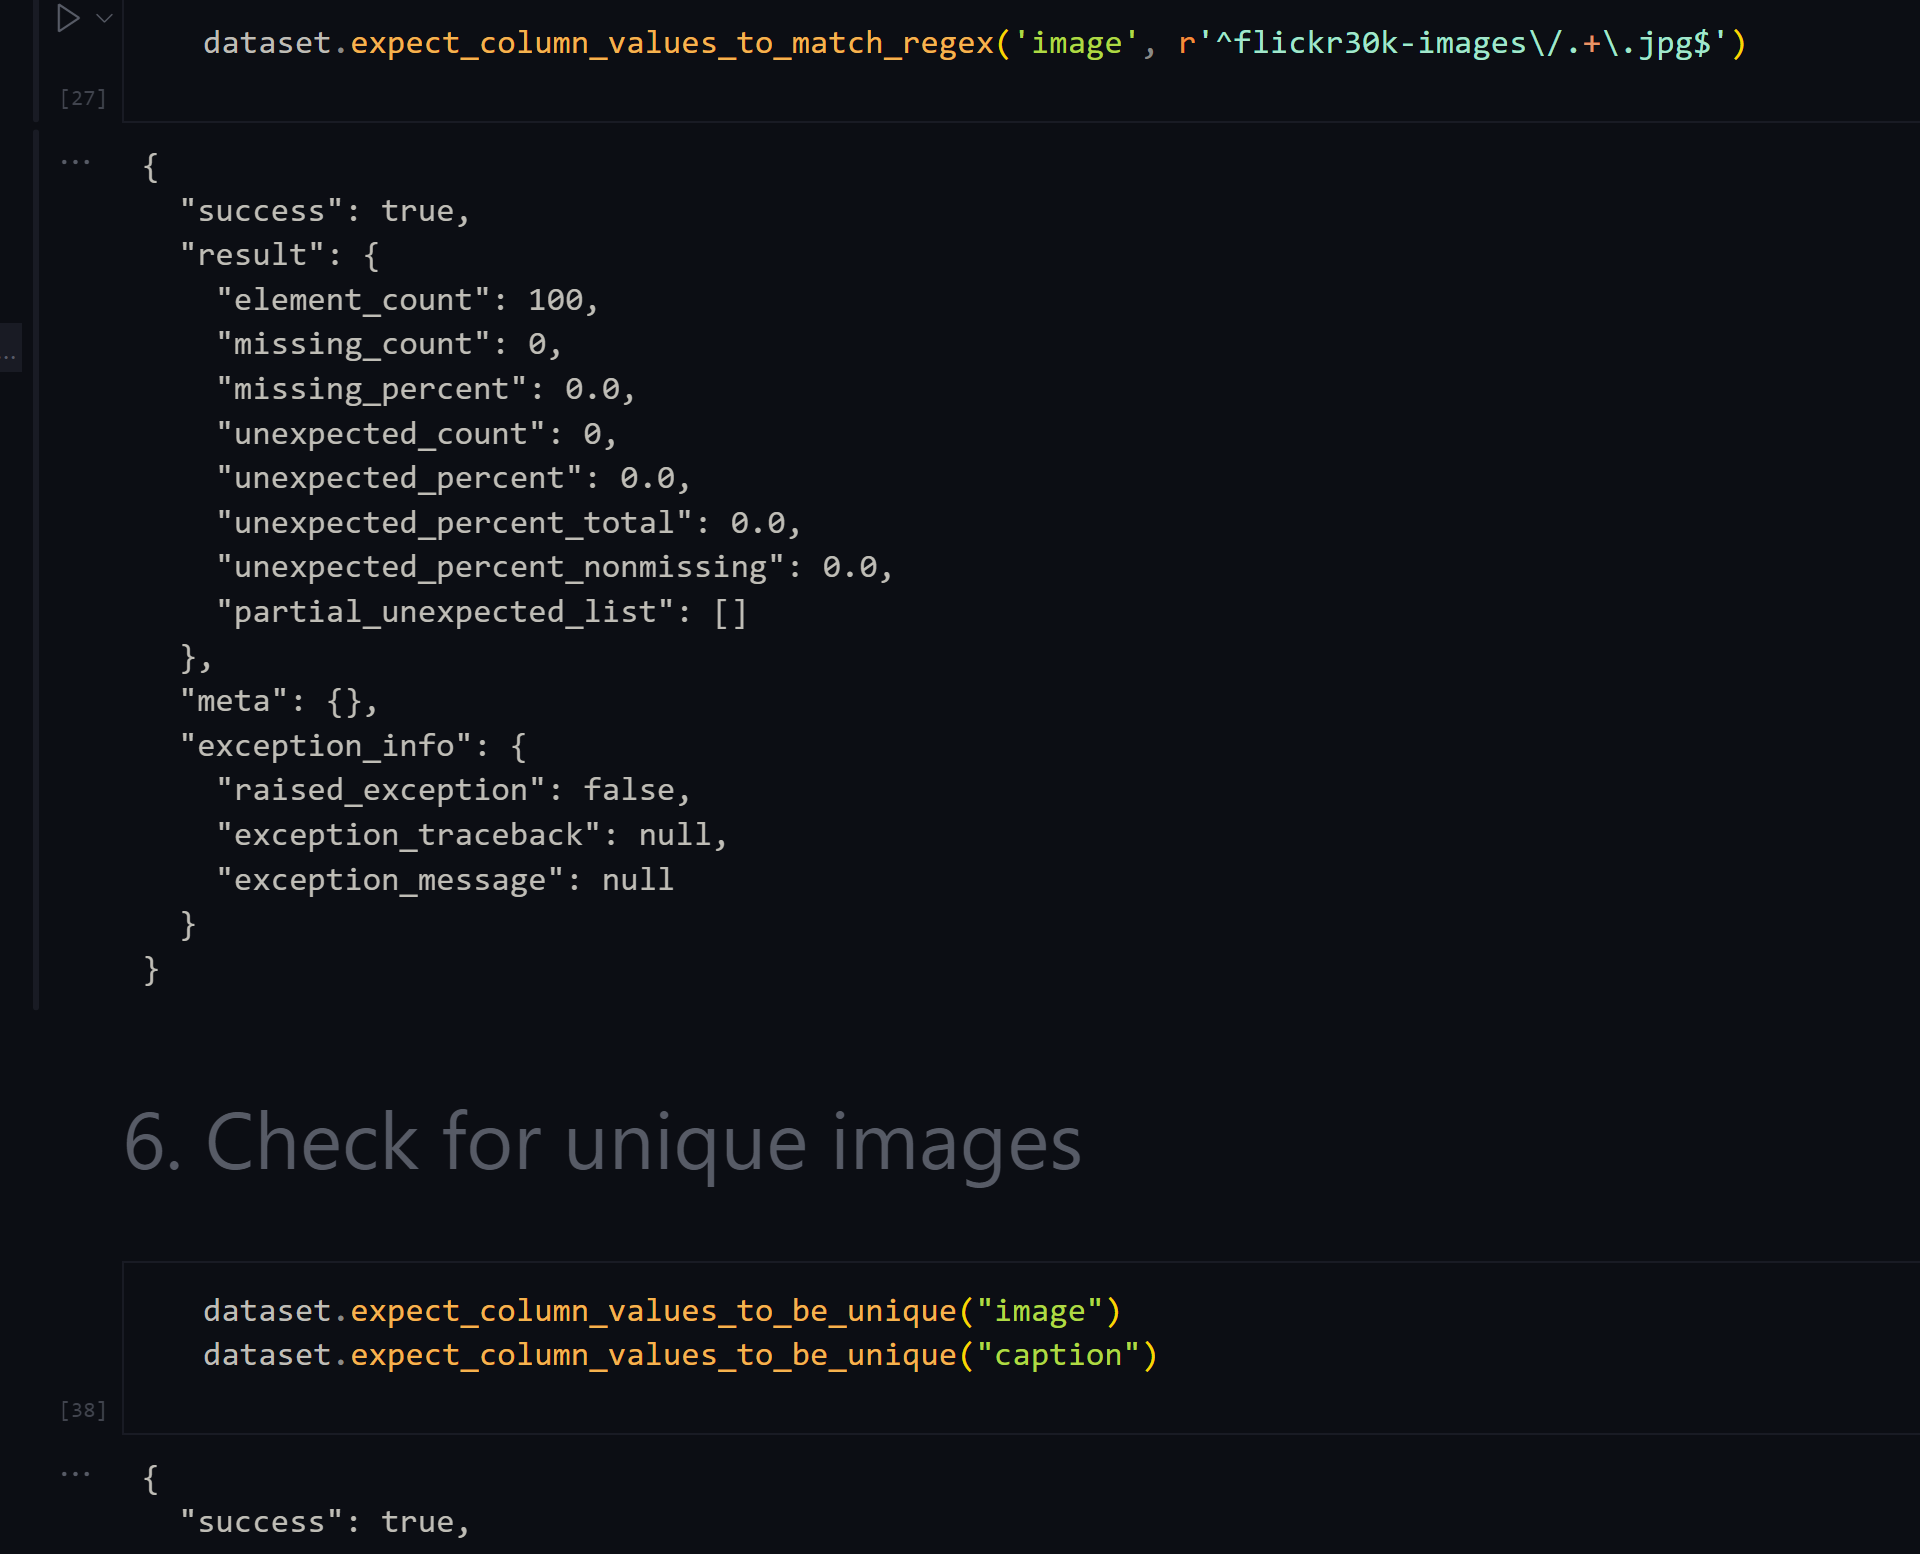 dataset.expect_column_values_to_match_regex('image', r'^flickr30k-images\/.+\.jpg$')
[27]
...
{
  "success": true,
  "result": {
    "element_count": 100,
    "missing_count": 0,
    "missing_percent": 0.0,
    "unexpected_count": 0,
    "unexpected_percent": 0.0,
    "unexpected_percent_total": 0.0,
    "unexpected_percent_nonmissing": 0.0,
    "partial_unexpected_list": []
  },
  "meta": {},
  "exception_info": {
    "raised_exception": false,
    "exception_traceback": null,
    "exception_message": null
  }
}
6. Check for unique images
dataset.expect_column_values_to_be_unique("image")
dataset.expect_column_values_to_be_unique("caption")
[38]
...
{
  "success": true,